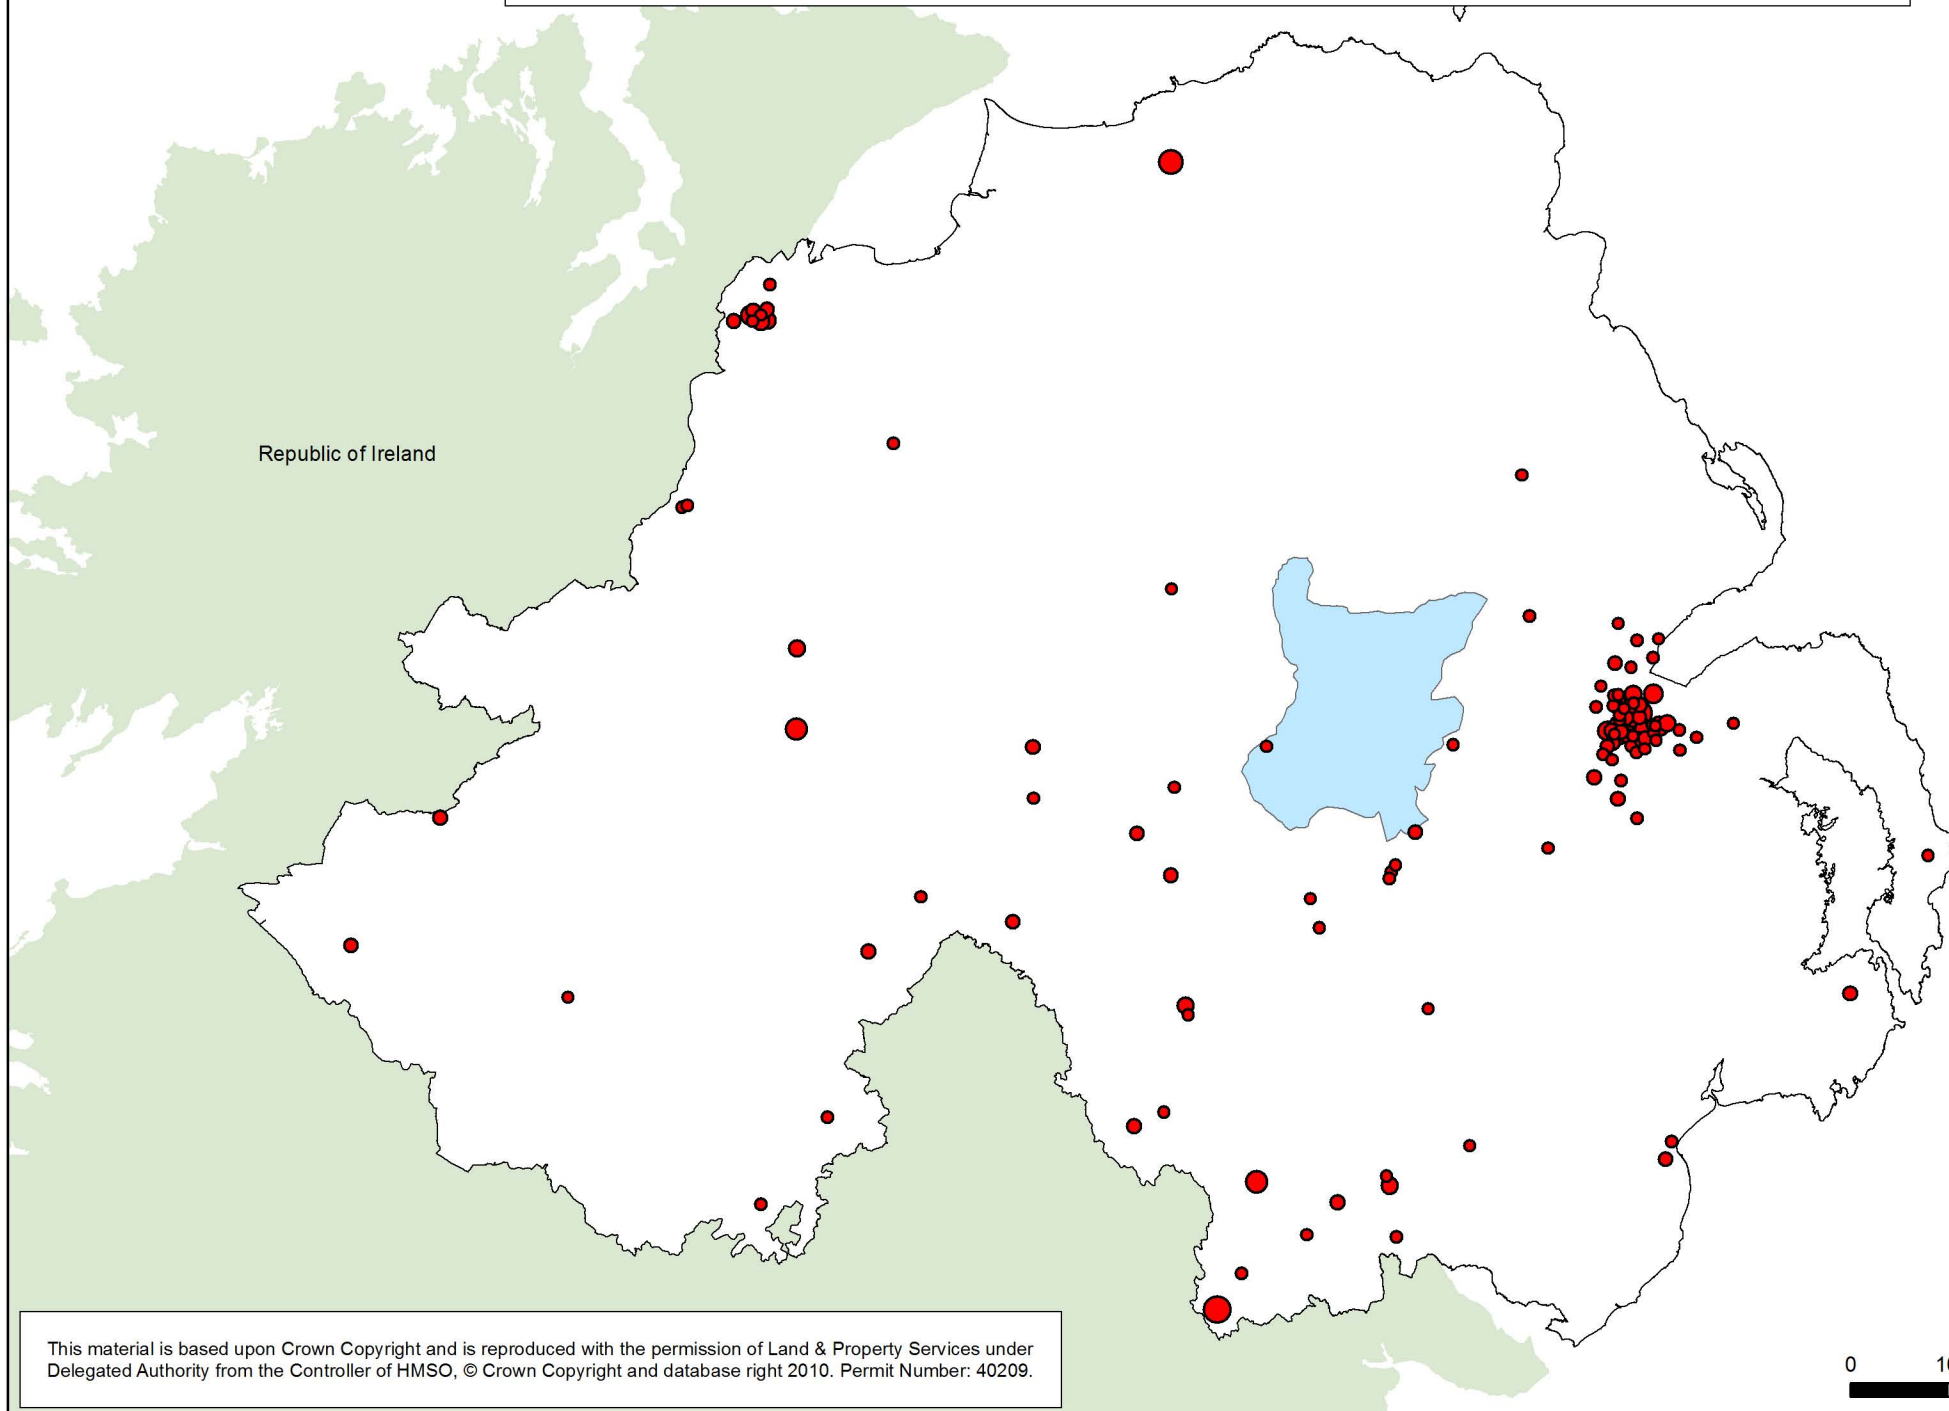 Republic of Ireland
This material is based upon Crown Copyright and is reproduced with the permission of Land & Property Services under
Delegated Authority from the Controller of HMSO, © Crown Copyright and database right 2010. Permit Number: 40209.
0